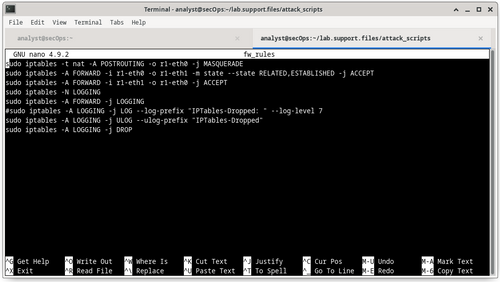 Terminal - analyst@secOps:~/lab.support.files/attack_scripts
File Edit View Terminal Tabs Help
analyst@secOps:~
analyst@secOps:~/lab.support.files/attack_scripts
GNU nano 4.9.2 fw_rules
sudo iptables -t nat -A POSTROUTING -o r1-eth0 -j MASQUERADE
sudo iptables -A FORWARD -i r1-eth0 -o r1-eth1 -m state --state RELATED,ESTABLISHED -j ACCEPT
sudo iptables -A FORWARD -i r1-eth1 -o r1-eth0 -j ACCEPT
sudo iptables -N LOGGING
sudo iptables -A FORWARD -j LOGGING
#sudo iptables -A LOGGING -j LOG --log-prefix "IPTables-Dropped: " --log-level 7
sudo iptables -A LOGGING -j ULOG --ulog-prefix "IPTables-Dropped"
sudo iptables -A LOGGING -j DROP
^G Get Help ^O Write Out ^W Where Is ^K Cut Text ^J Justify ^C Cur Pos M-U Undo M-A Mark Text
^X Exit ^R Read File ^\ Replace ^U Paste Text ^T To Spell ^_ Go To Line M-E Redo M-6 Copy Text